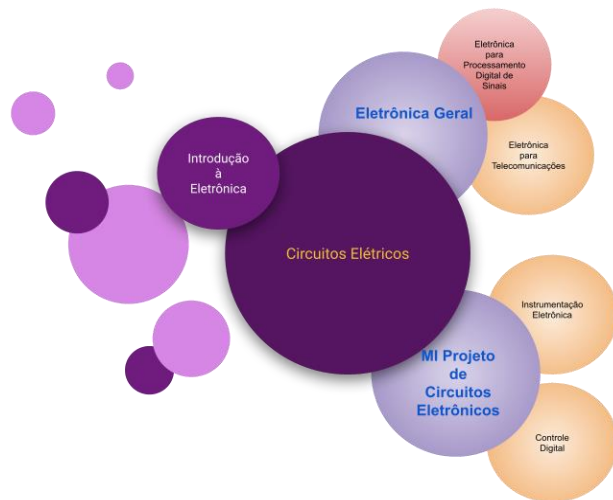 Eletrônica
para
Processamento
Digital de
Sinais
Eletrônica Geral
Eletrônica
para
Telecomunicações
Introdução
à
Eletrônica
Circuitos Elétricos
Instrumentação
Eletrônica
MI Projeto
de
Circuitos
Eletrônicos
Controle
Digital